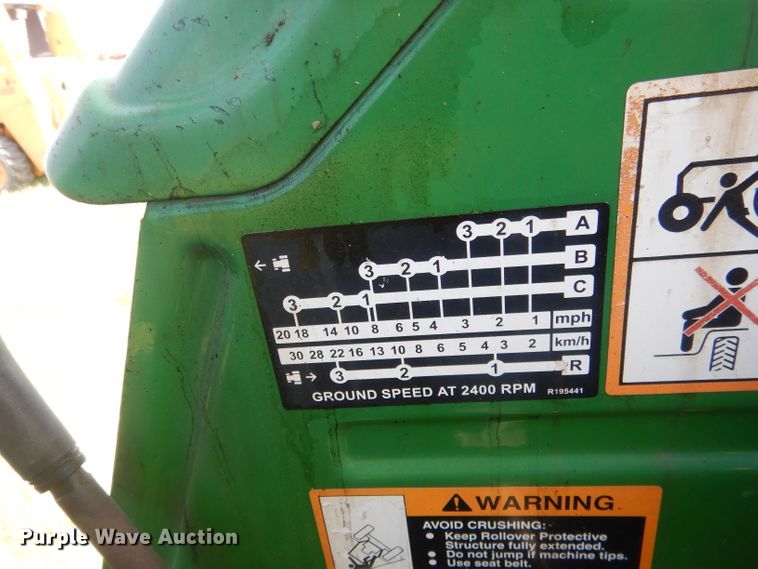 3 2 1 A
3 2 1 B
3 2 1 C
20 18 14 10 8 6 5 4 3 2 1 mph
30 28 22 16 13 10 8 6 5 4 3 2 km/h
3 2 1 R
GROUND SPEED AT 2400 RPM R195441
WARNING
AVOID CRUSHING:
● Keep Rollover Protective
Structure fully extended.
● Do not jump if machine tips.
● Use seat belt.
Purple Wave Auction